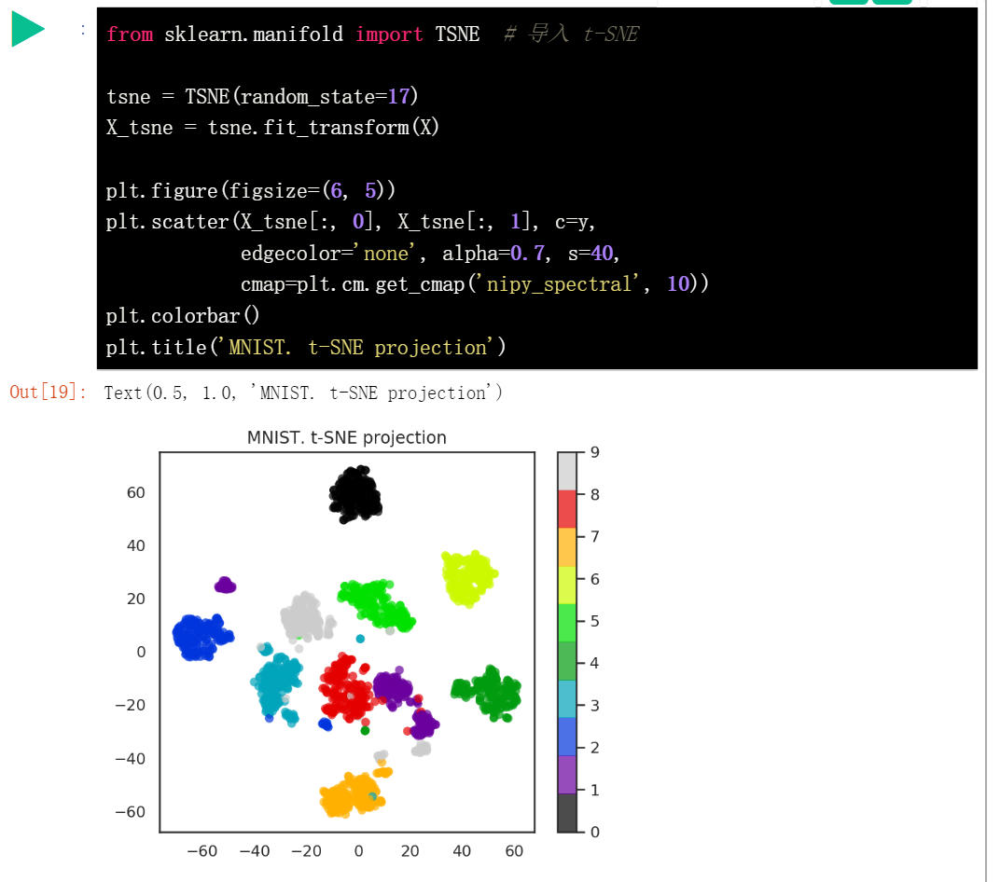 :
from sklearn.manifold import TSNE  # 导入 t-SNE
tsne = TSNE(random_state=17)
X_tsne = tsne.fit_transform(X)
plt.figure(figsize=(6, 5))
plt.scatter(X_tsne[:, 0], X_tsne[:, 1], c=y,
            edgecolor='none', alpha=0.7, s=40,
            cmap=plt.cm.get_cmap('nipy_spectral', 10))
plt.colorbar()
plt.title('MNIST. t-SNE projection')
Out[19]: Text(0.5, 1.0, 'MNIST. t-SNE projection')
MNIST. t-SNE projection
60
40
20
0
−20
−40
−60
−60 −40 −20 0 20 40 60
9
8
7
6
5
4
3
2
1
0